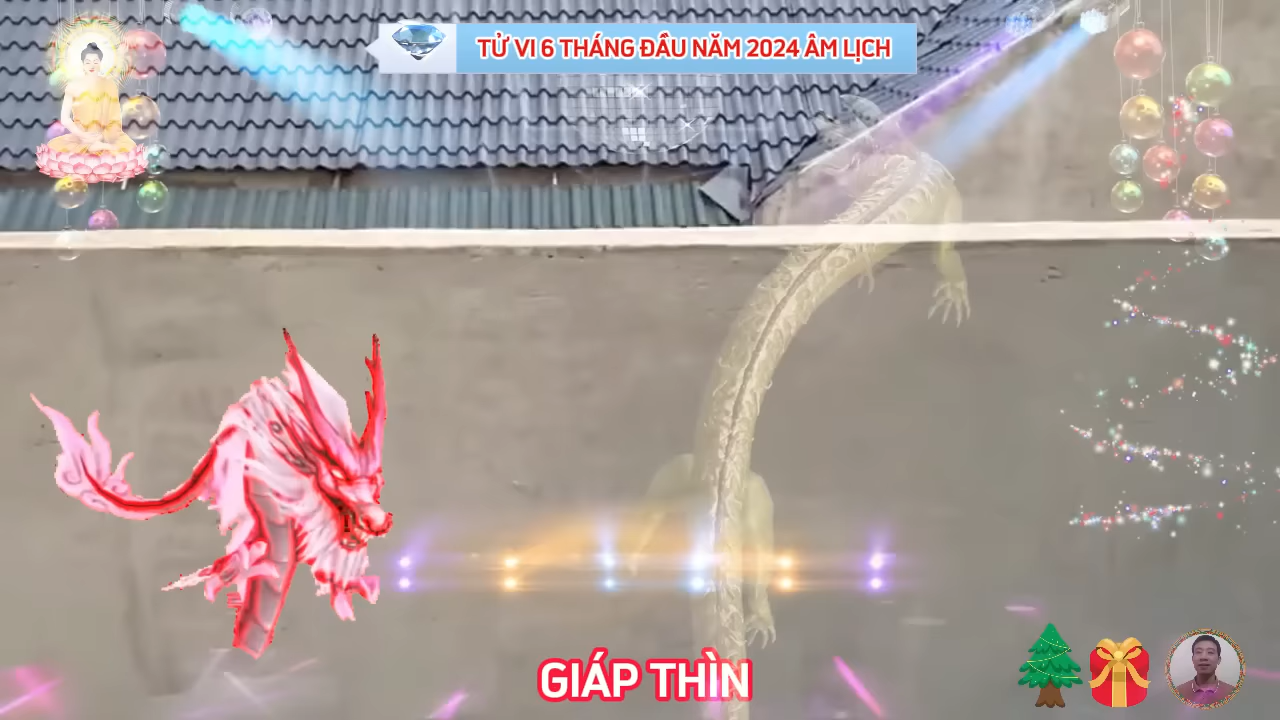 TỬ VI 6 THÁNG ĐẦU NĂM 2024 ÂM LỊCH
GIÁP THÌN